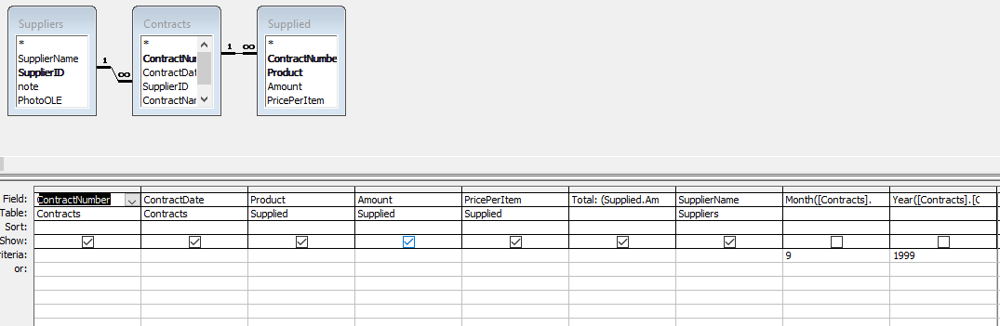 Suppliers
*
SupplierName
SupplierID
note
PhotoOLE
1
∞
Contracts
*
ContractNun
ContractDat
SupplierID
ContractNan
1
∞
Supplied
*
ContractNumbe
Product
Amount
PricePerItem
Field: ContractNumber ContractDate Product Amount PricePerItem Total: (Supplied.Am SupplierName Month([Contracts]. Year([Contracts].[C
Table: Contracts Contracts Supplied Supplied Supplied Suppliers
Sort:
Show:
riteria: 9 1999
or: